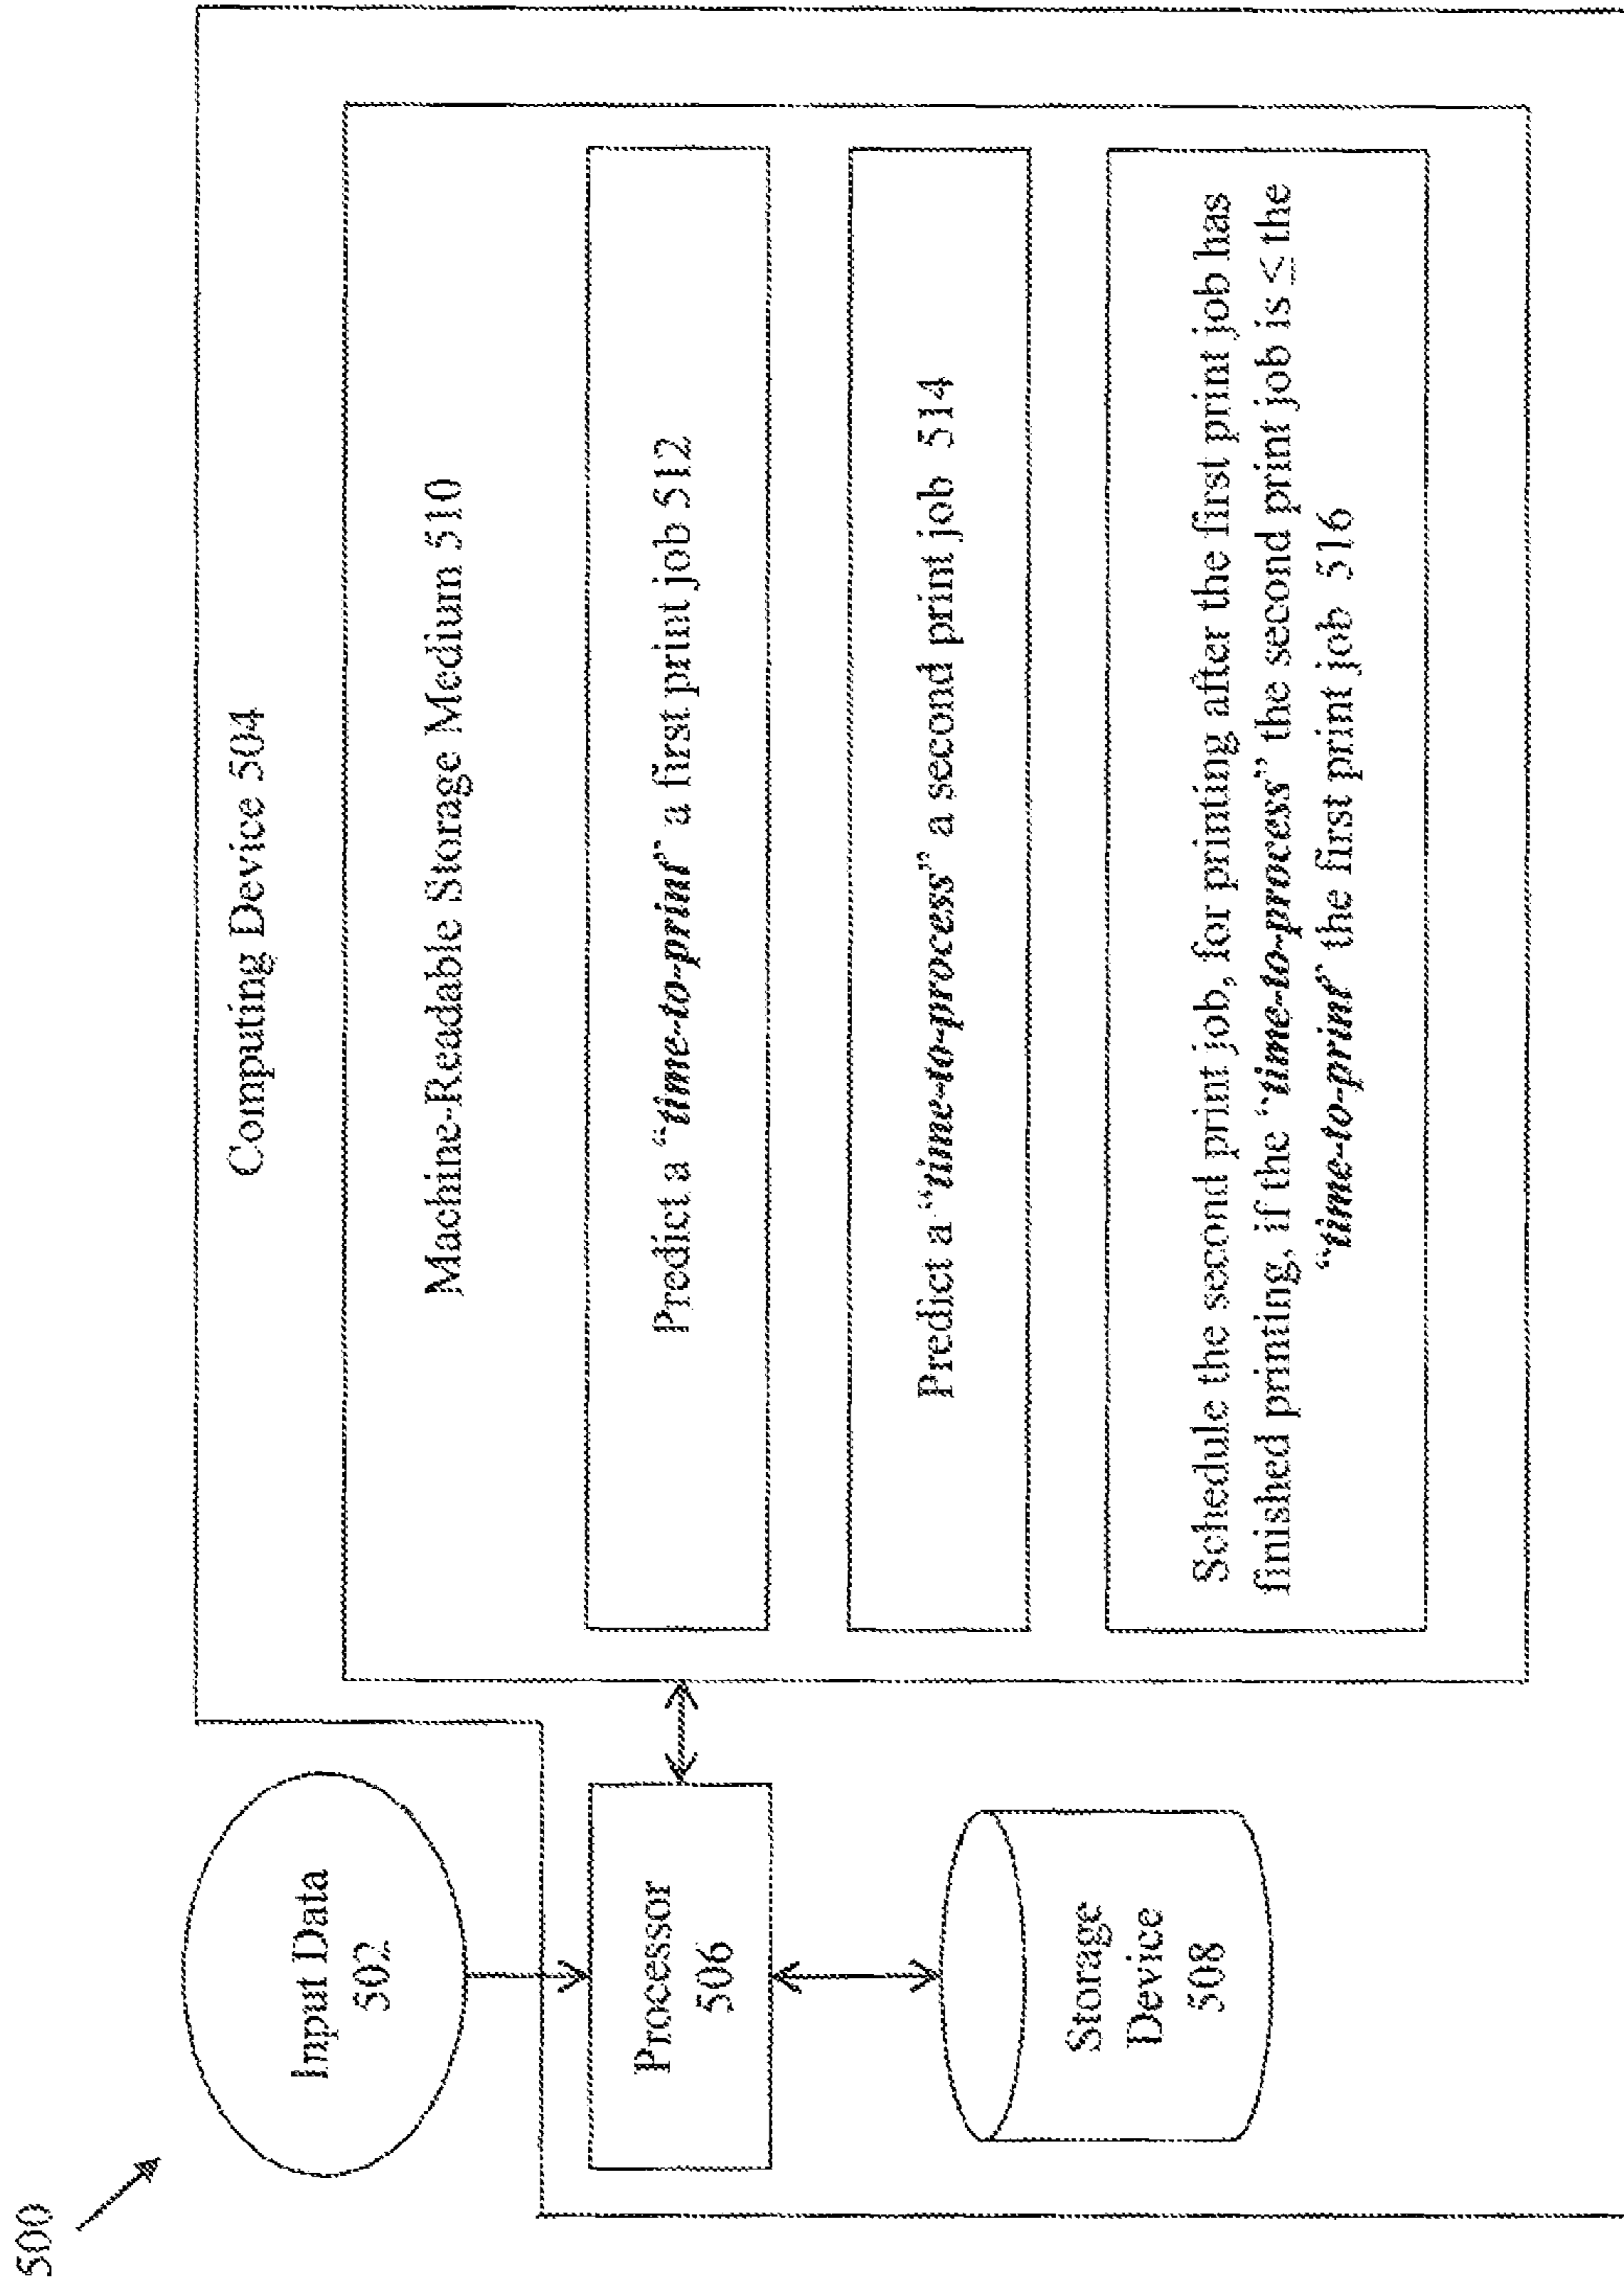 500
Input Data
502
Computing Device 504
Machine-Readable Storage Medium 510
Processor
506
Predict a “time-to-print” a first print job 512
Predict a “time-to-process” a second print job 514
Storage
Device
508
Schedule the second print job, for printing after the first print job has
finished printing, if the “time-to-process” the second print job is ≤ the
“time-to-print” the first print job 516